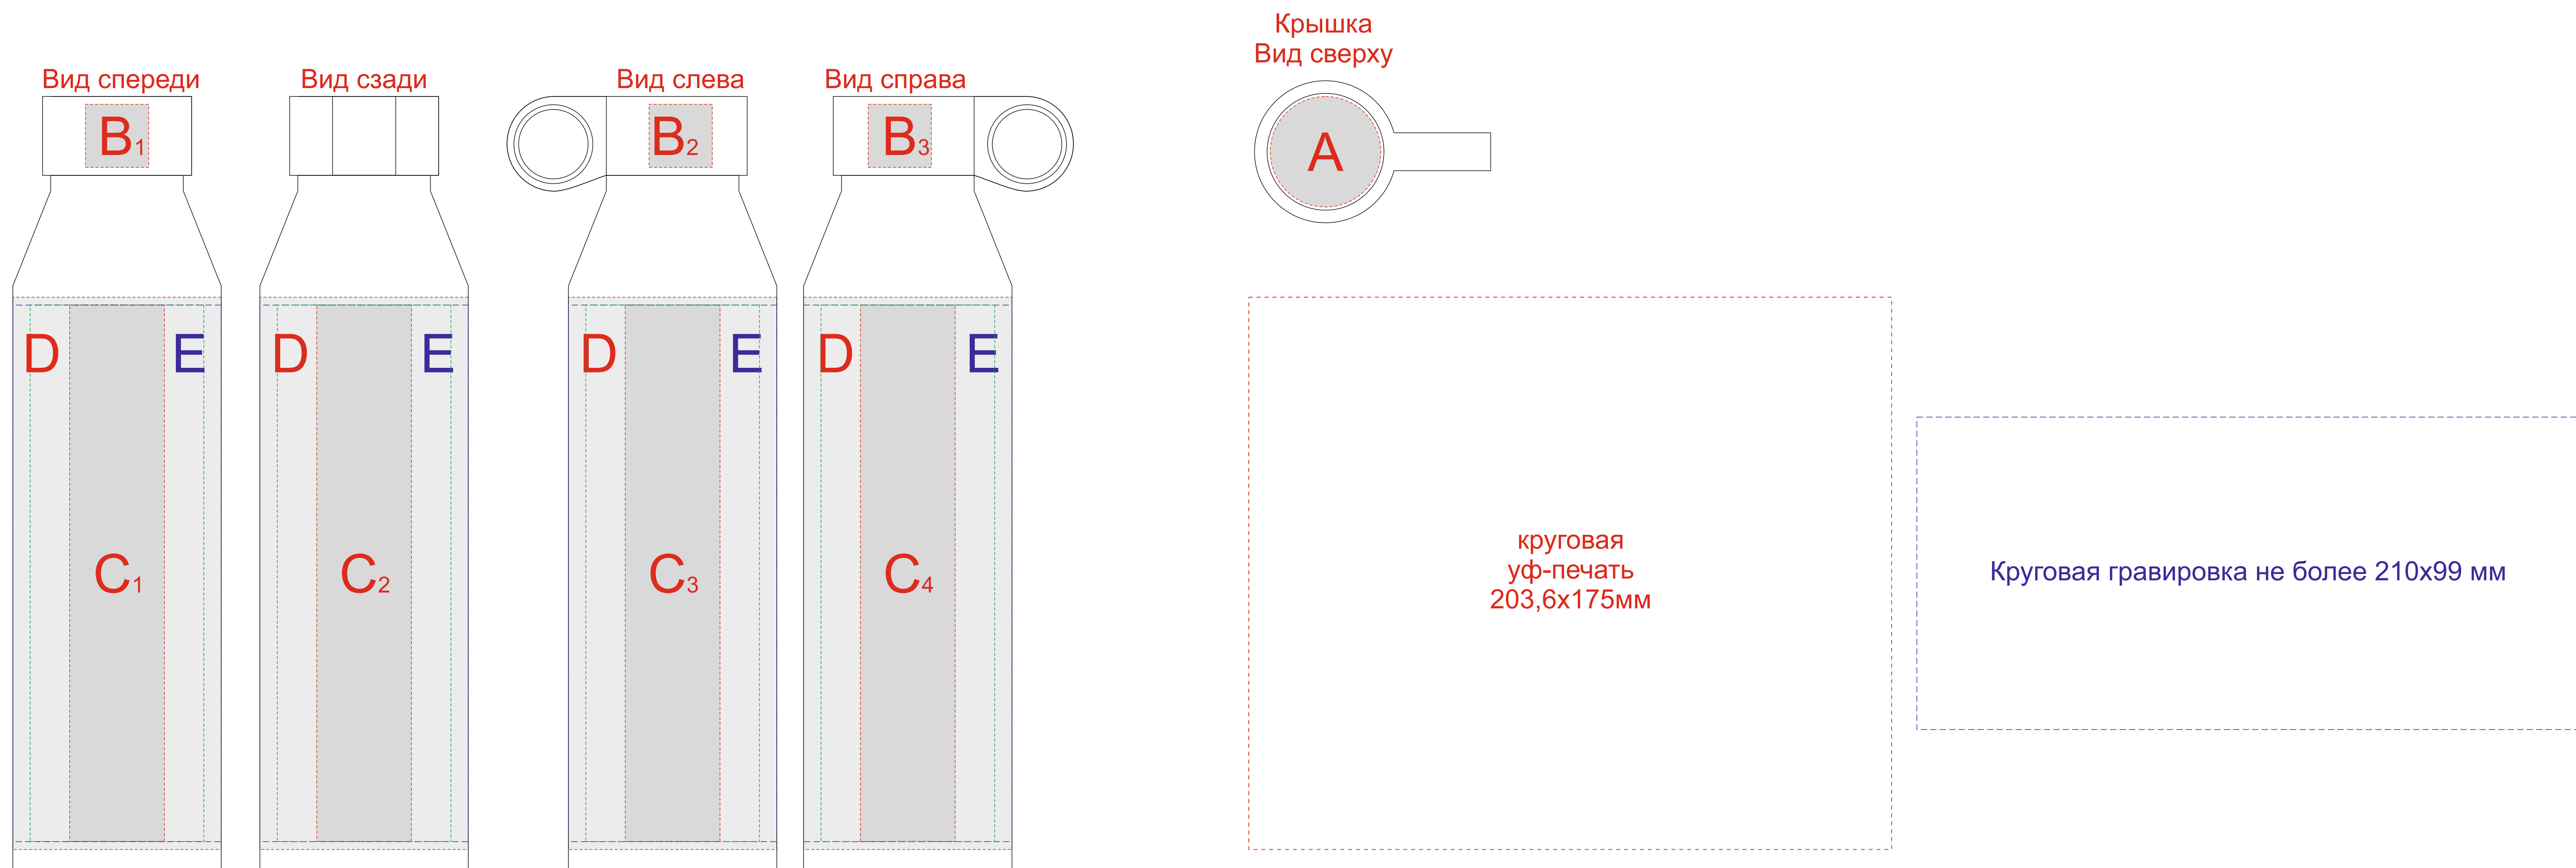 Крышка
Вид сверху
Вид спереди
Вид сзади
Вид слева
Вид справа
B1
B2
B3
A
D
E
D
E
D
E
D
E
C1
C2
C3
C4
круговая
уф-печать
203,6х175мм
Круговая гравировка не более 210х99 мм